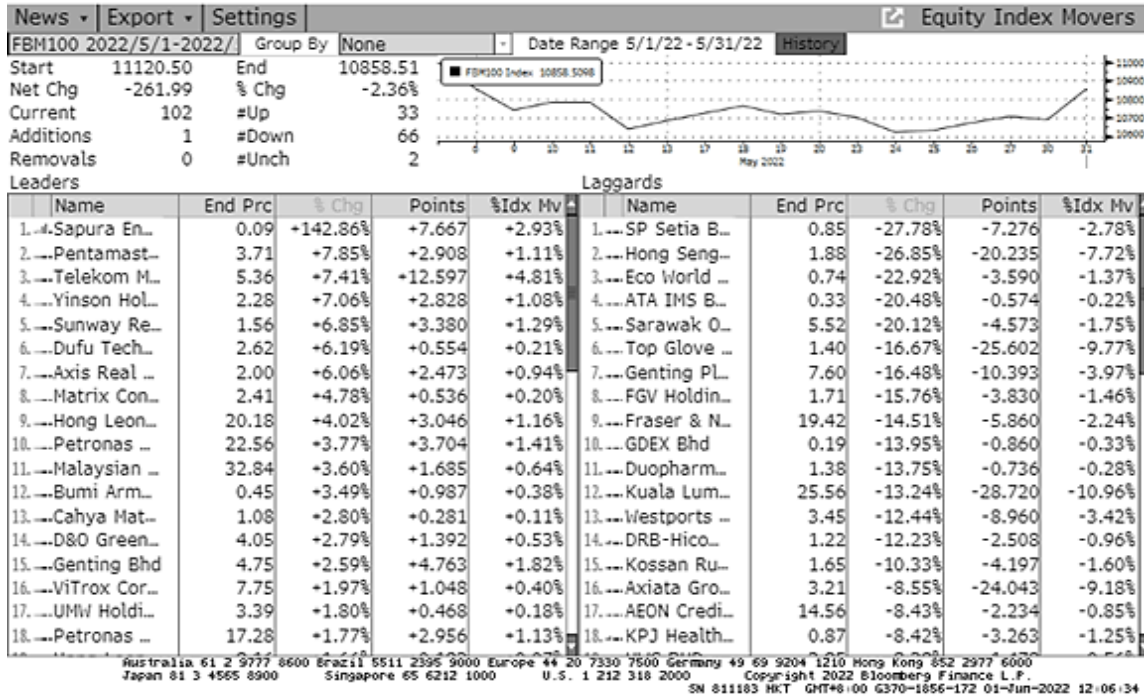 News Export Settings Equity Index Movers
FBM100 2022/5/1-2022/ Group By None Date Range 5/1/22-5/31/22 History
Start 11120.50 End 10858.51
Net Chg -261.99 % Chg -2.36%
Current 102 #Up 33
Additions 1 #Down 66
Removals 0 #Unch 2
FBM100 Index 10858.5098
11000
10900
10800
10700
10600
6 9 10 11 12 13 17 18 19 20 23 24 25 26 27 30 31
May 2022
Leaders Laggards
Name End Prc % Chg Points %Idx Mv Name End Prc % Chg Points %Idx Mv
1. Sapura En... 0.09 +142.86% +7.667 +2.93% 1. SP Setia B... 0.85 -27.78% -7.276 -2.78%
2. Pentamast... 3.71 +7.85% +2.908 +1.11% 2. Hong Seng... 1.88 -26.85% -20.235 -7.72%
3. Telekom M... 5.36 +7.41% +12.597 +4.81% 3. Eco World ... 0.74 -22.92% -3.590 -1.37%
4. Yinson Hol... 2.28 +7.06% +2.828 +1.08% 4. ATA IMS B... 0.33 -20.48% -0.574 -0.22%
5. Sunway Re... 1.56 +6.85% +3.380 +1.29% 5. Sarawak O... 5.52 -20.12% -4.573 -1.75%
6. Dufu Tech... 2.62 +6.19% +0.554 +0.21% 6. Top Glove ... 1.40 -16.67% -25.602 -9.77%
7. Axis Real ... 2.00 +6.06% +2.473 +0.94% 7. Genting Pl... 7.60 -16.48% -10.393 -3.97%
8. Matrix Con... 2.41 +4.78% +0.536 +0.20% 8. FGV Holdin... 1.71 -15.76% -3.830 -1.46%
9. Hong Leon... 20.18 +4.02% +3.046 +1.16% 9. Fraser & N... 19.42 -14.51% -5.860 -2.24%
10. Petronas ... 22.56 +3.77% +3.704 +1.41% 10. GDEX Bhd 0.19 -13.95% -0.860 -0.33%
11. Malaysian ... 32.84 +3.60% +1.685 +0.64% 11. Duopharm... 1.38 -13.75% -0.736 -0.28%
12. Bumi Arm... 0.45 +3.49% +0.987 +0.38% 12. Kuala Lum... 25.56 -13.24% -28.720 -10.96%
13. Cahya Mat... 1.08 +2.80% +0.281 +0.11% 13. Westports ... 3.45 -12.44% -8.960 -3.42%
14. D&O Green... 4.05 +2.79% +1.392 +0.53% 14. DRB-Hico... 1.22 -12.23% -2.508 -0.96%
15. Genting Bhd 4.75 +2.59% +4.763 +1.82% 15. Kossan Ru... 1.65 -10.33% -4.197 -1.60%
16. ViTrox Cor... 7.75 +1.97% +1.048 +0.40% 16. Axiata Gro... 3.21 -8.55% -24.043 -9.18%
17. UMW Holdi... 3.39 +1.80% +0.468 +0.18% 17. AEON Credi... 14.56 -8.43% -2.234 -0.85%
18. Petronas ... 17.28 +1.77% +2.956 +1.13% 18. KPJ Health... 0.87 -8.42% -3.263 -1.25%
Australia 61 2 9777 8600 Brazil 5511 2395 9000 Europe 44 20 7330 7500 Germany 49 69 9204 1210 Hong Kong 852 2977 6000
Japan 81 3 4565 8900 Singapore 65 6212 1000 U.S. 1 212 318 2000 Copyright 2022 Bloomberg Finance L.P.
SN 811183 HKT GMT+8:00 G370-1856-172 01-Jun-2022 12:06:34